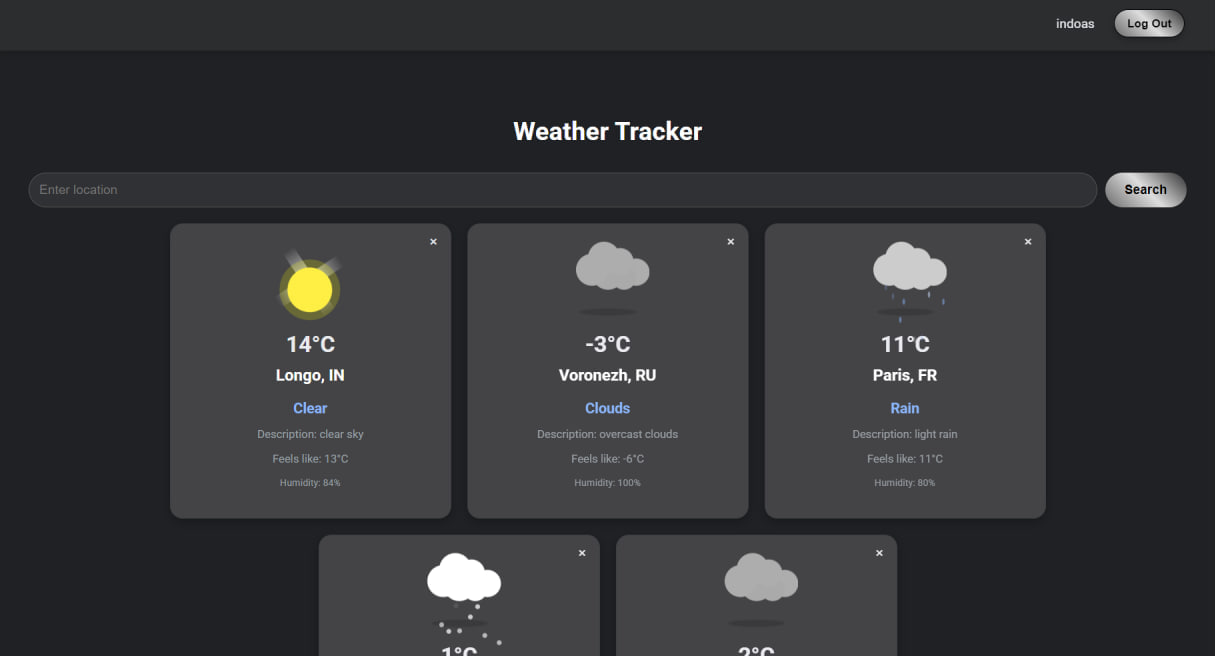 indoas
Log Out
Weather Tracker
Enter location
Search
×
14°C
Longo, IN
Clear
Description: clear sky
Feels like: 13°C
Humidity: 84%
×
-3°C
Voronezh, RU
Clouds
Description: overcast clouds
Feels like: -6°C
Humidity: 100%
×
11°C
Paris, FR
Rain
Description: light rain
Feels like: 11°C
Humidity: 80%
×
1°C
×
2°C